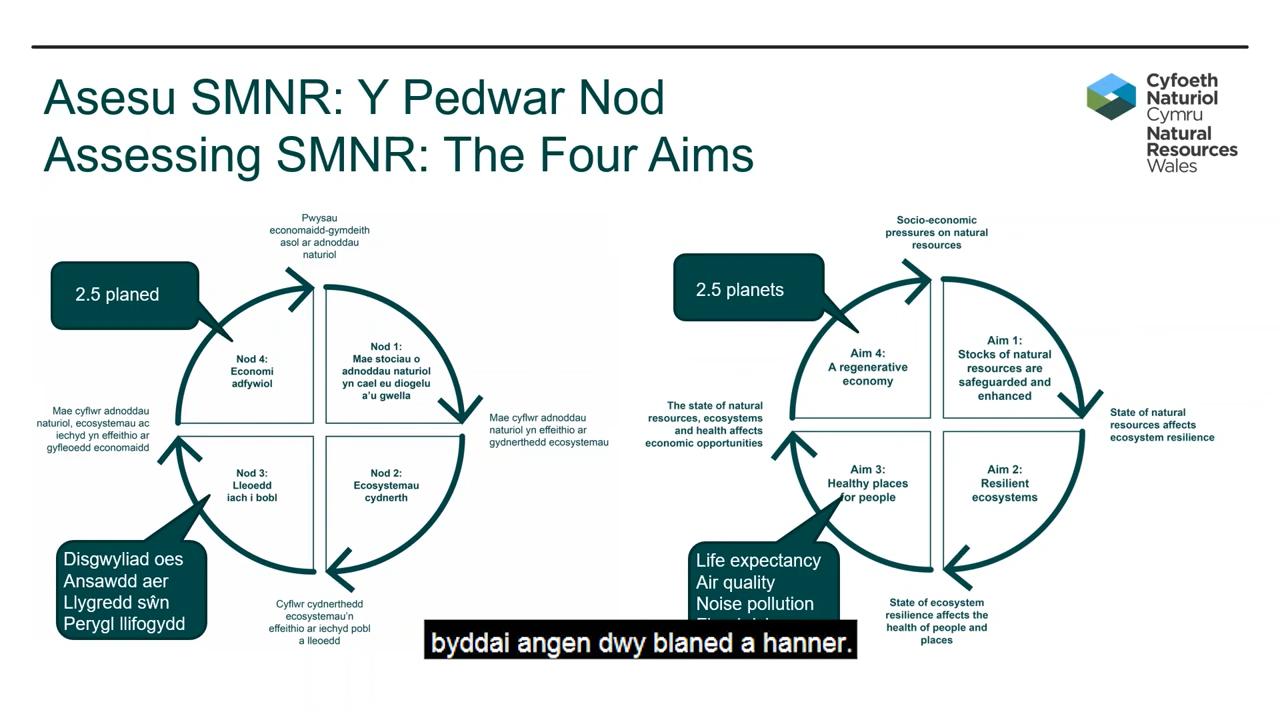 Asesu SMNR: Y Pedwar Nod
Assessing SMNR: The Four Aims
Cyfoeth
Naturiol
Cymru
Natural
Resources
Wales
Pwysau
economaidd-gymdeith
asol ar adnoddau
naturiol
2.5 planed
Nod 4:
Economi
adfywiol
Nod 1:
Mae stociau o
adnoddau naturiol
yn cael eu diogelu
a'u gwella
Mae cyflwr adnoddau
naturiol, ecosystemau ac
iechyd yn effeithio ar
gyfleoedd economaidd
Mae cyflwr adnoddau
naturiol yn effeithio ar
gydnerthedd ecosystemau
Nod 3:
Lleoedd
iach i bobl
Nod 2:
Ecosystemau
cydnerth
Disgwyliad oes
Ansawdd aer
Llygredd sŵn
Perygl llifogydd
Cyflwr cydnerthedd
ecosystemau'n
effeithio ar iechyd pobl
a lleoedd
Socio-economic
pressures on natural
resources
2.5 planets
Aim 4:
A regenerative
economy
Aim 1:
Stocks of natural
resources are
safeguarded and
enhanced
The state of natural
resources, ecosystems
and health affects
economic opportunities
State of natural
resources affects
ecosystem resilience
Aim 3:
Healthy places
for people
Aim 2:
Resilient
ecosystems
Life expectancy
Air quality
Noise pollution
State of ecosystem
resilience affects the
health of people and
places
byddai angen dwy blaned a hanner.